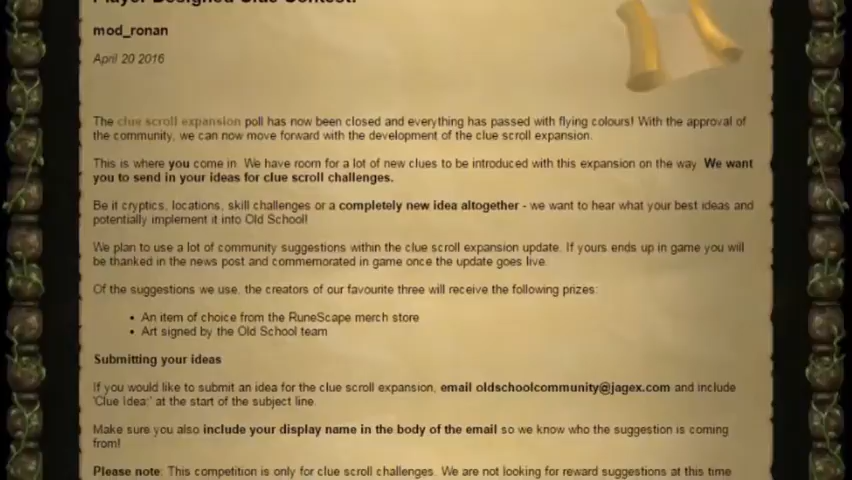 Player Designed Clue Contest!
mod_ronan
April 20 2016
The clue scroll expansion poll has now been closed and everything has passed with flying colours! With the approval of
the community, we can now move forward with the development of the clue scroll expansion.
This is where you come in. We have room for a lot of new clues to be introduced with this expansion on the way. We want
you to send in your ideas for clue scroll challenges.
Be it cryptics, locations, skill challenges or a completely new idea altogether - we want to hear what your best ideas and
potentially implement it into Old School!
We plan to use a lot of community suggestions within the clue scroll expansion update. If yours ends up in game you will
be thanked in the news post and commemorated in game once the update goes live.
Of the suggestions we use, the creators of our favourite three will receive the following prizes:
• An item of choice from the RuneScape merch store
• Art signed by the Old School team
Submitting your ideas
If you would like to submit an idea for the clue scroll expansion, email oldschoolcommunity@jagex.com and include
'Clue Idea:' at the start of the subject line.
Make sure you also include your display name in the body of the email so we know who the suggestion is coming
from!
Please note: This competition is only for clue scroll challenges. We are not looking for reward suggestions at this time